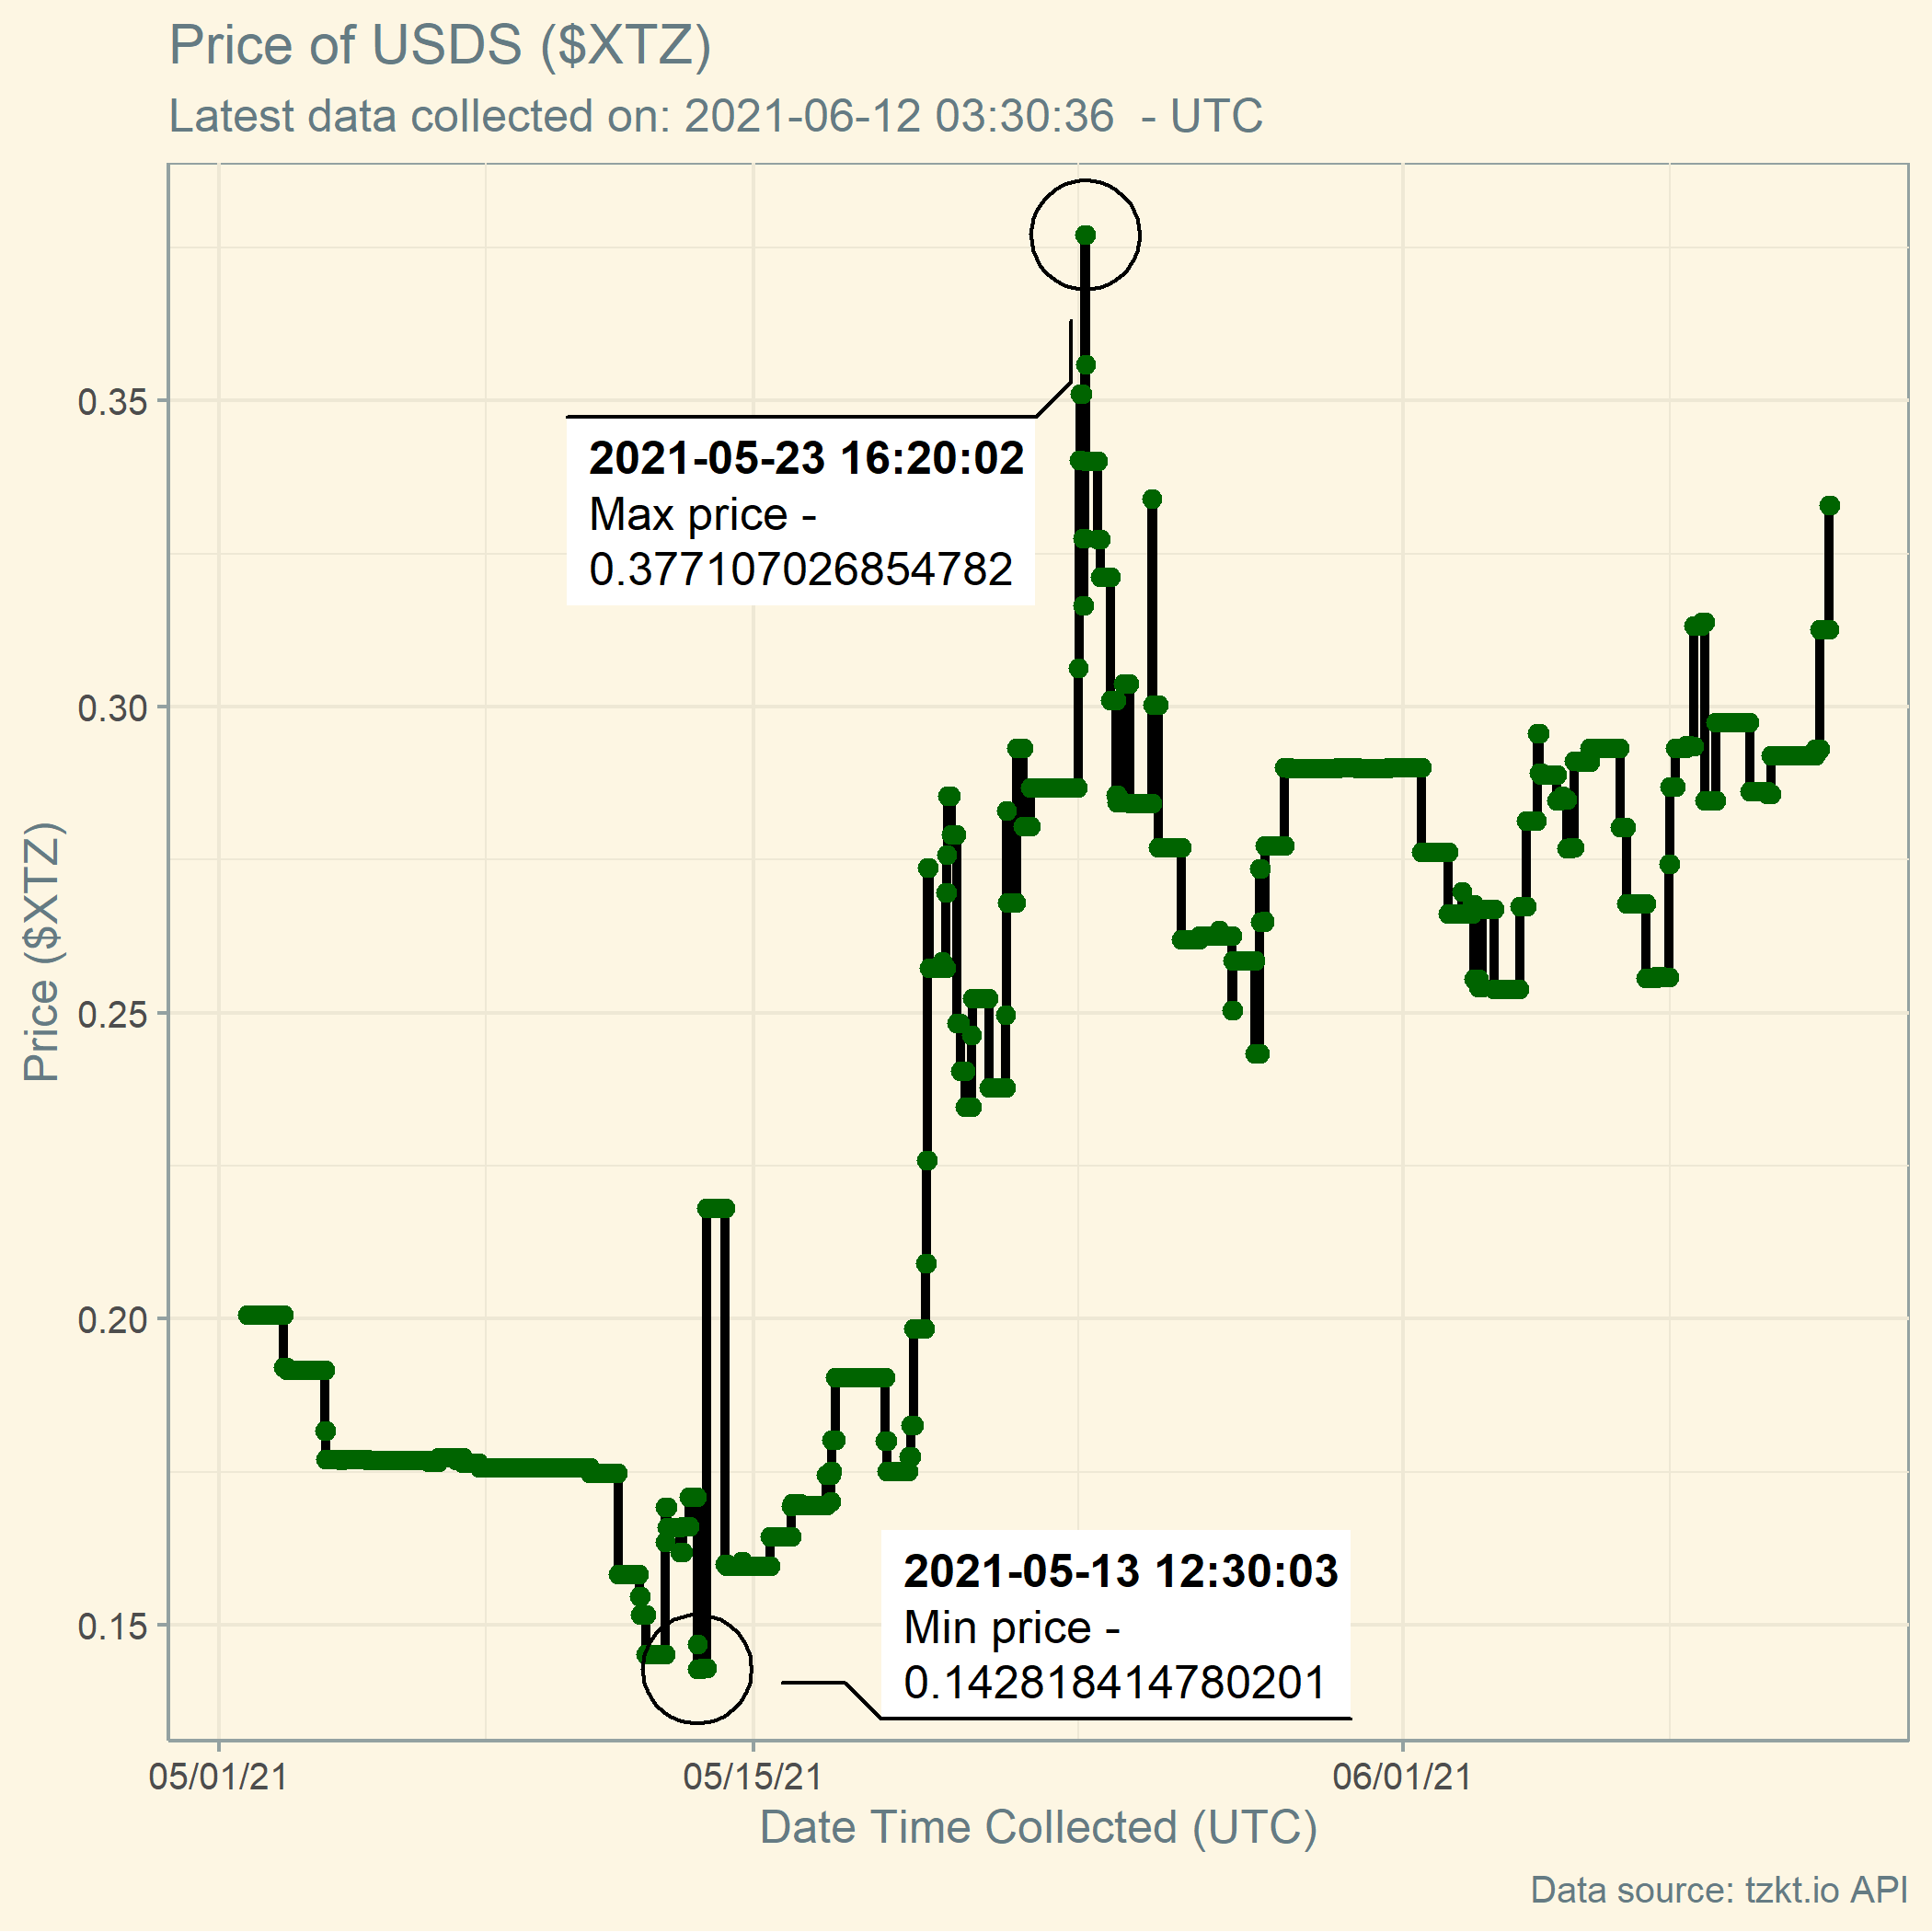 Price of USDS ($XTZ)
Latest data collected on: 2021-06-12 03:30:36  - UTC
2021-05-23 16:20:02
Max price -
0.377107026854782
2021-05-13 12:30:03
Min price -
0.142818414780201
Price ($XTZ)
0.35
0.30
0.25
0.20
0.15
05/01/21
05/15/21
06/01/21
Date Time Collected (UTC)
Data source: tzkt.io API